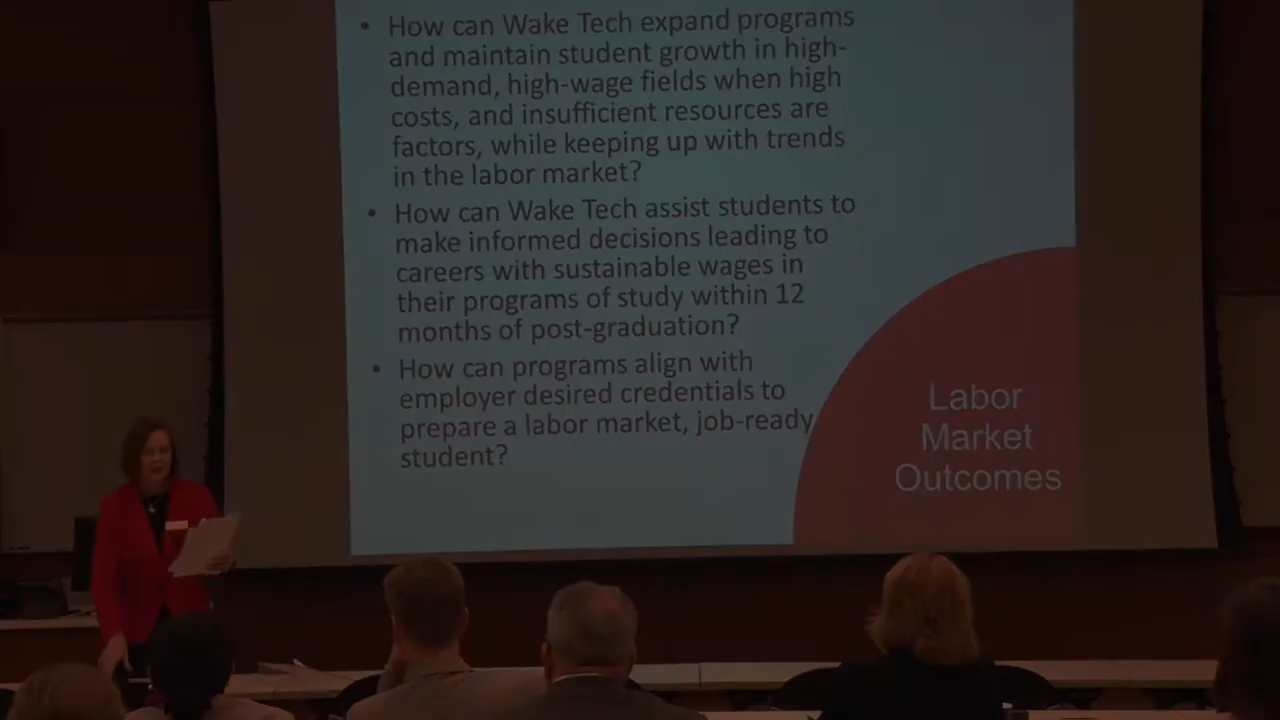 • How can Wake Tech expand programs
and maintain student growth in high-
demand, high-wage fields when high
costs, and insufficient resources are
factors, while keeping up with trends
in the labor market?
• How can Wake Tech assist students to
make informed decisions leading to
careers with sustainable wages in
their programs of study within 12
months of post-graduation?
• How can programs align with
employer desired credentials to
prepare a labor market, job-ready
student?
Labor
Market
Outcomes